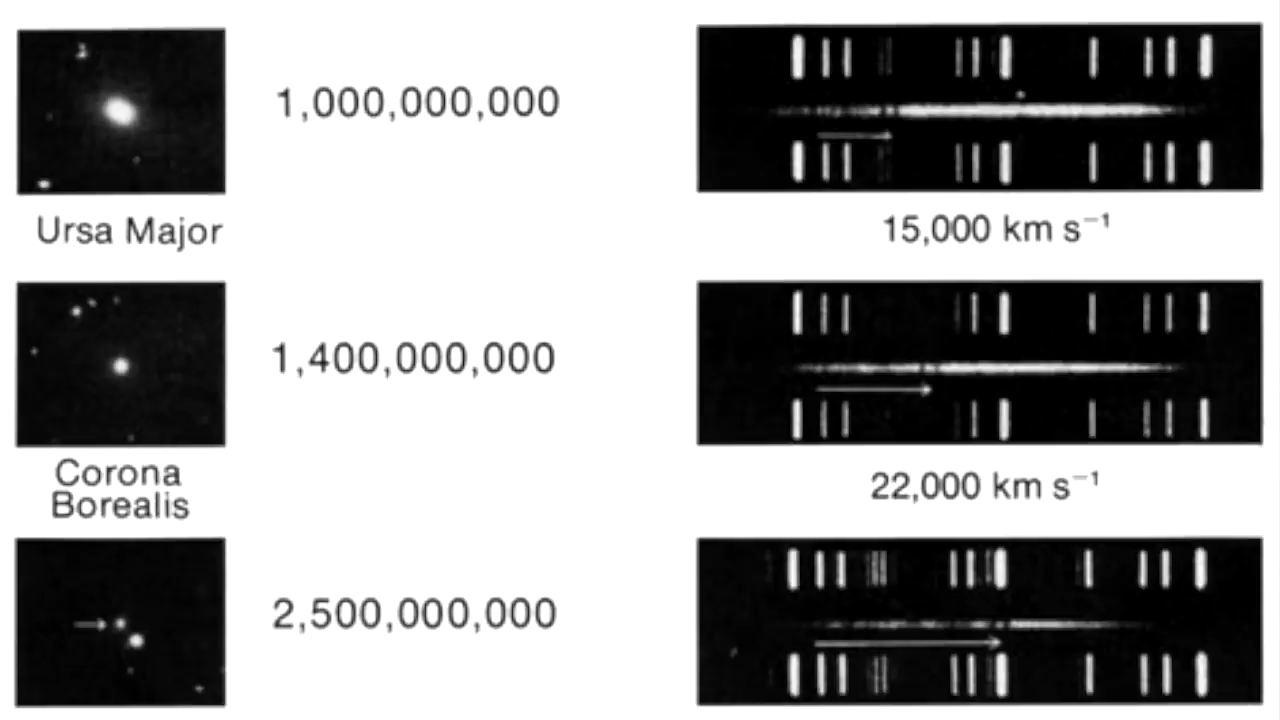 1,000,000,000
Ursa Major
15,000 km s⁻¹
1,400,000,000
Corona
Borealis
22,000 km s⁻¹
2,500,000,000